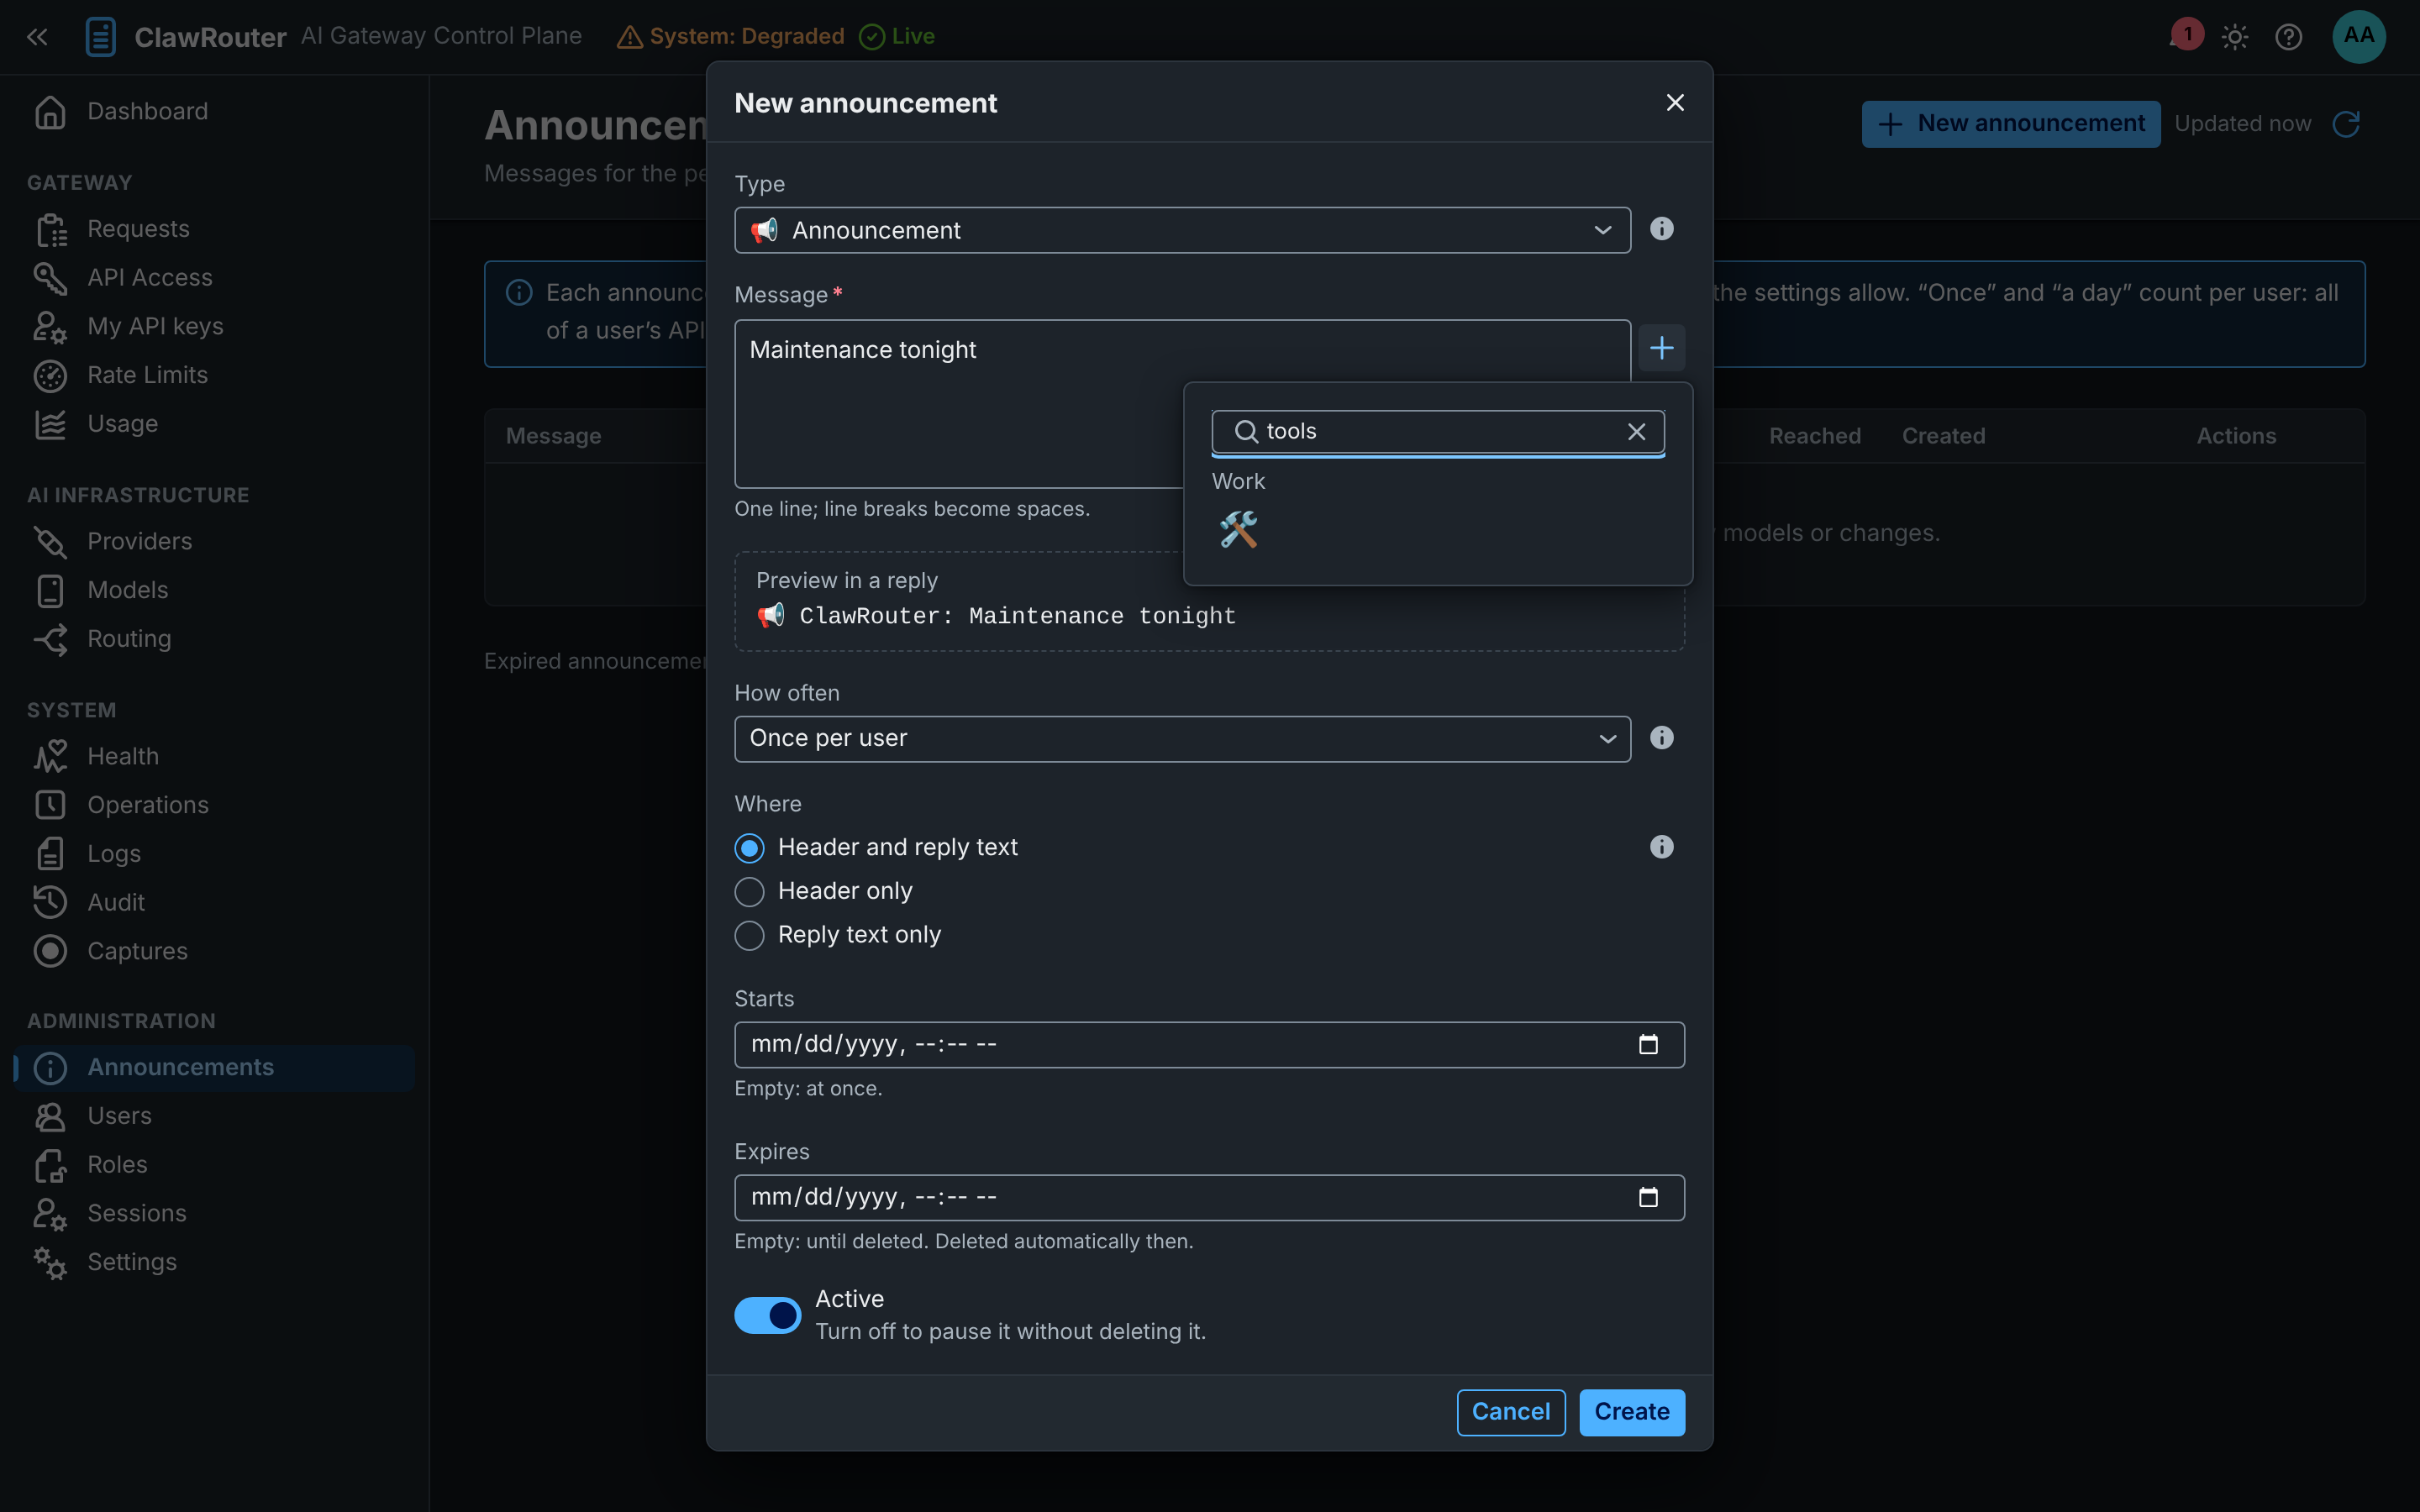 ClawRouter AI Gateway Control Plane System: Degraded Live 1 AA
Dashboard
GATEWAY
Requests
API Access
My API keys
Rate Limits
Usage
AI INFRASTRUCTURE
Providers
Models
Routing
SYSTEM
Health
Operations
Logs
Audit
Captures
ADMINISTRATION
Announcements
Users
Roles
Sessions
Settings
New announcement Updated now
Messages for the
Each
of a user’s API
the settings allow. “Once” and “a day” count per user: all
Message Reached Created Actions
models or changes.
Expired
New announcement
Type
📢 Announcement
Message*
Maintenance tonight
tools
Work
🛠️
One line; line breaks become spaces.
Preview in a reply
📢 ClawRouter: Maintenance tonight
How often
Once per user
Where
Header and reply text
Header only
Reply text only
Starts
mm/dd/yyyy, --:-- --
Empty: at once.
Expires
mm/dd/yyyy, --:-- --
Empty: until deleted. Deleted automatically then.
Active
Turn off to pause it without deleting it.
Cancel Create